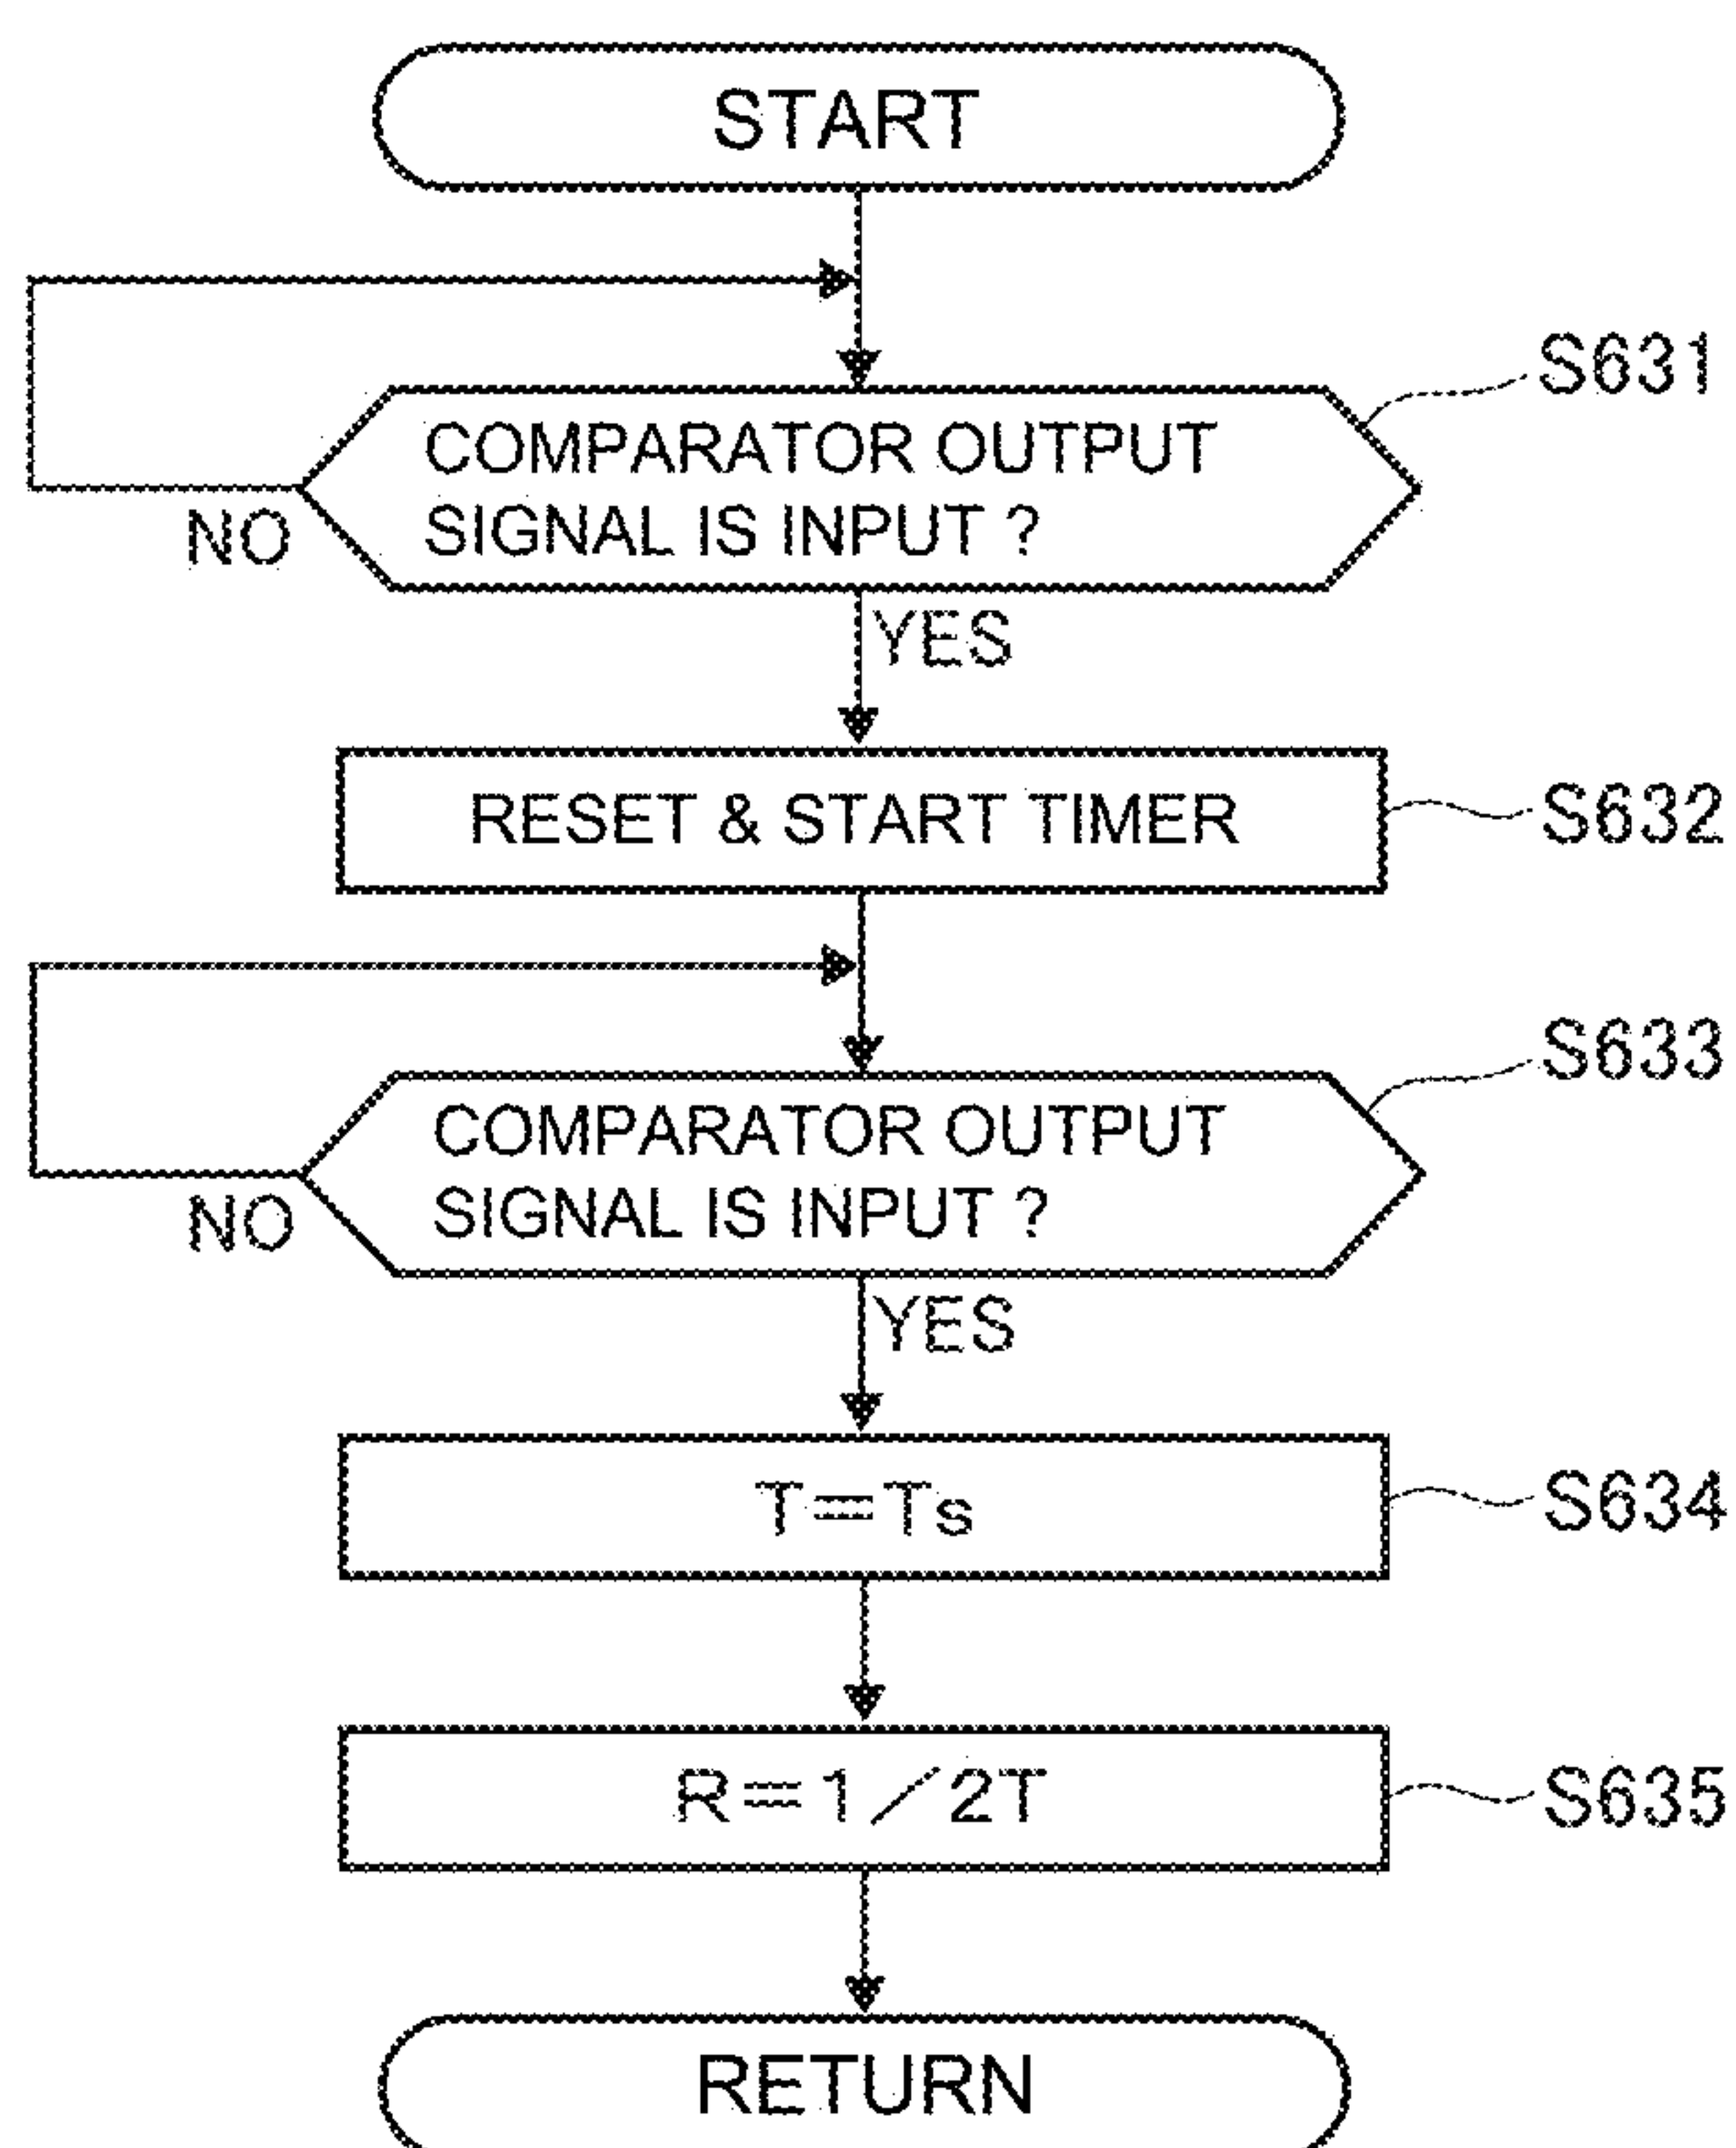 START
S631
COMPARATOR OUTPUT
SIGNAL IS INPUT ?
NO
YES
RESET & START TIMER
S632
S633
COMPARATOR OUTPUT
SIGNAL IS INPUT ?
NO
YES
T=Ts
S634
R=1/2T
S635
RETURN